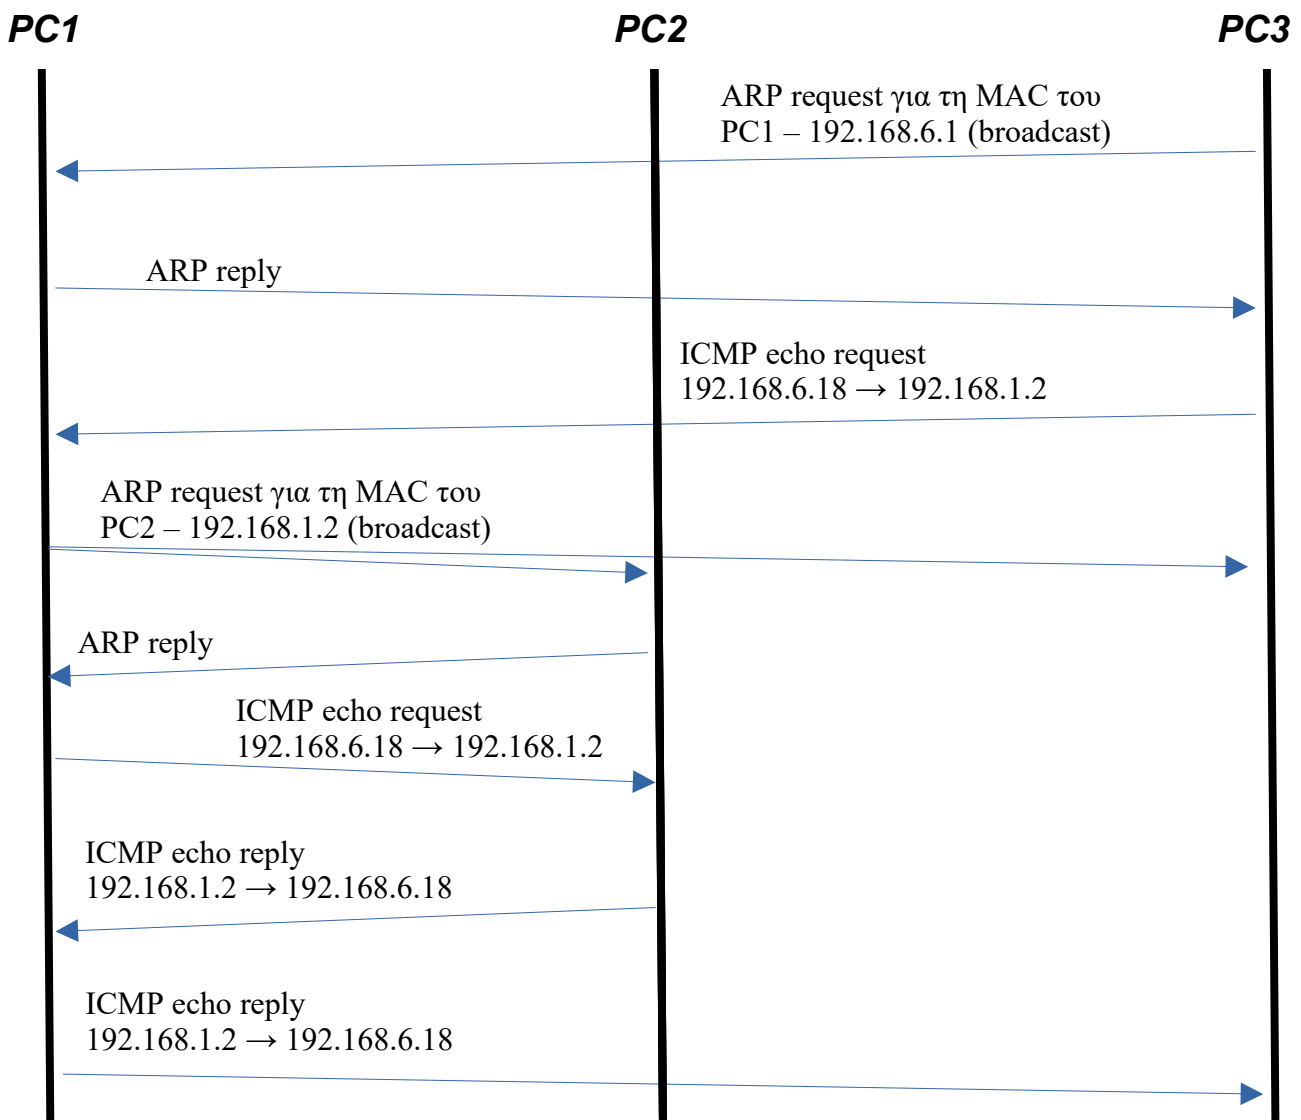 PC1 PC2 PC3
ARP request για τη MAC του
PC1 – 192.168.6.1 (broadcast)
ARP reply
ICMP echo request
192.168.6.18 → 192.168.1.2
ARP request για τη MAC του
PC2 – 192.168.1.2 (broadcast)
ARP reply
ICMP echo request
192.168.6.18 → 192.168.1.2
ICMP echo reply
192.168.1.2 → 192.168.6.18
ICMP echo reply
192.168.1.2 → 192.168.6.18